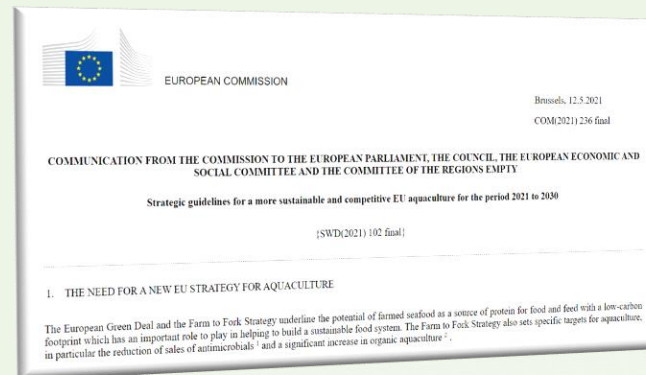 EUROPEAN COMMISSION
Brussels, 12.5.2021
COM(2021) 236 final
COMMUNICATION FROM THE COMMISSION TO THE EUROPEAN PARLIAMENT, THE COUNCIL, THE EUROPEAN ECONOMIC AND
SOCIAL COMMITTEE AND THE COMMITTEE OF THE REGIONS EMPTY
Strategic guidelines for a more sustainable and competitive EU aquaculture for the period 2021 to 2030
{SWD(2021) 102 final}
1. THE NEED FOR A NEW EU STRATEGY FOR AQUACULTURE
The European Green Deal and the Farm to Fork Strategy underline the potential of farmed seafood as a source of protein for food and feed with a low-carbon
footprint which has an important role to play in helping to build a sustainable food system. The Farm to Fork Strategy also sets specific targets for aquaculture,
in particular the reduction of sales of antimicrobials 1 and a significant increase in organic aquaculture 2 .